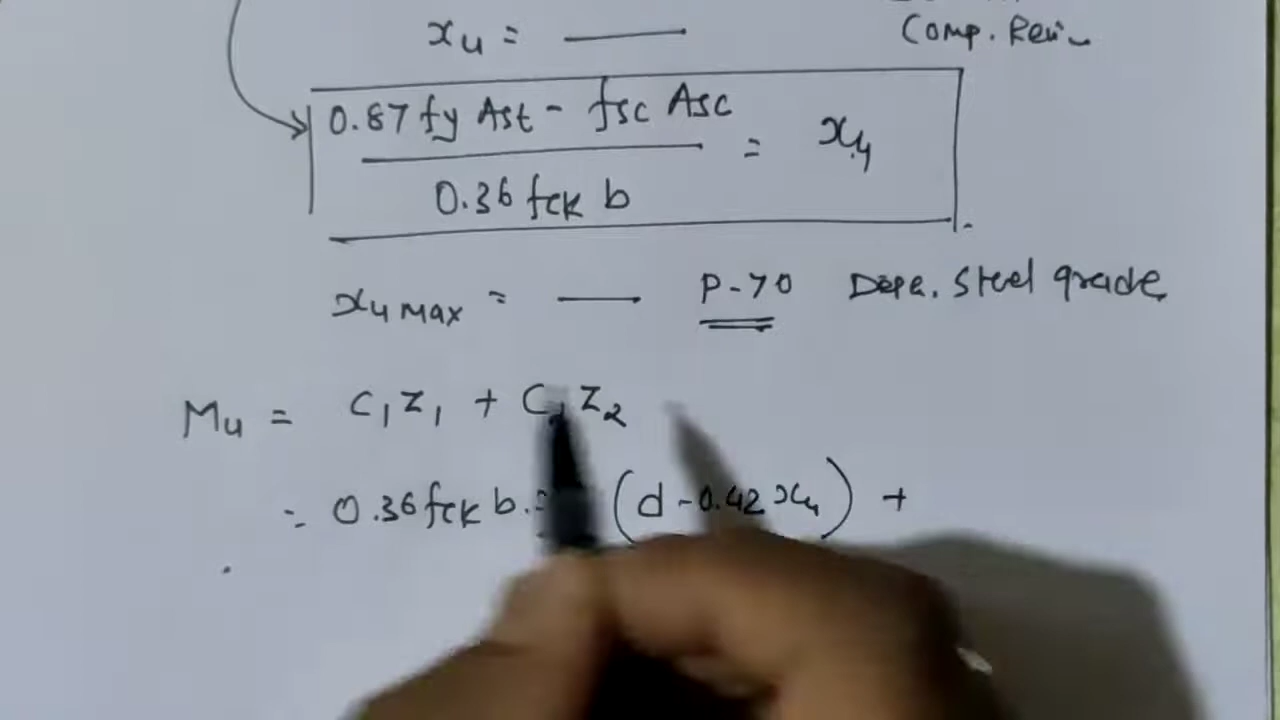 xu = ——
Comp. Rein
0.87 fy Ast - fsc Asc
= xu
0.36 fck b
xu max = —— P-70 Depe. Steel grade
Mu = C1 Z1 + C Z2
= 0.36 fck b. (d - 0.42 xu) +